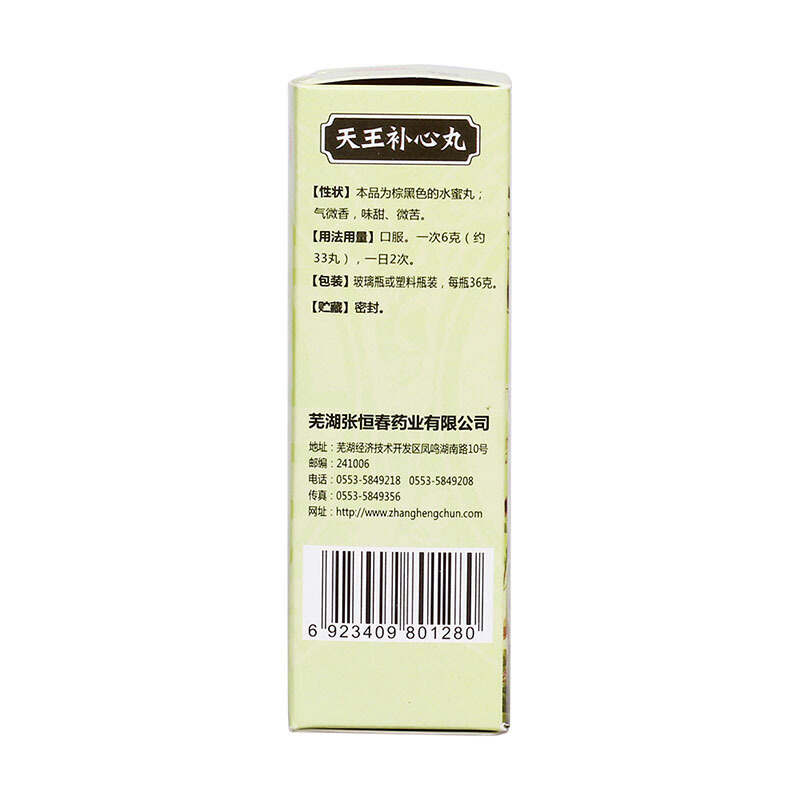 天王补心丸
【性状】本品为棕黑色的水蜜丸；
气微香，味甜、微苦。
【用法用量】口服。一次6克（约
33丸），一日2次。
【包装】玻璃瓶或塑料瓶装，每瓶36克。
【贮藏】密封。
芜湖张恒春药业有限公司
地址：芜湖经济技术开发区凤鸣湖南路10号
邮编：241006
电话：0553-5849218 0553-5849208
传真：0553-5849356
网址：http://www.zhanghengchun.com
6 923409 801280